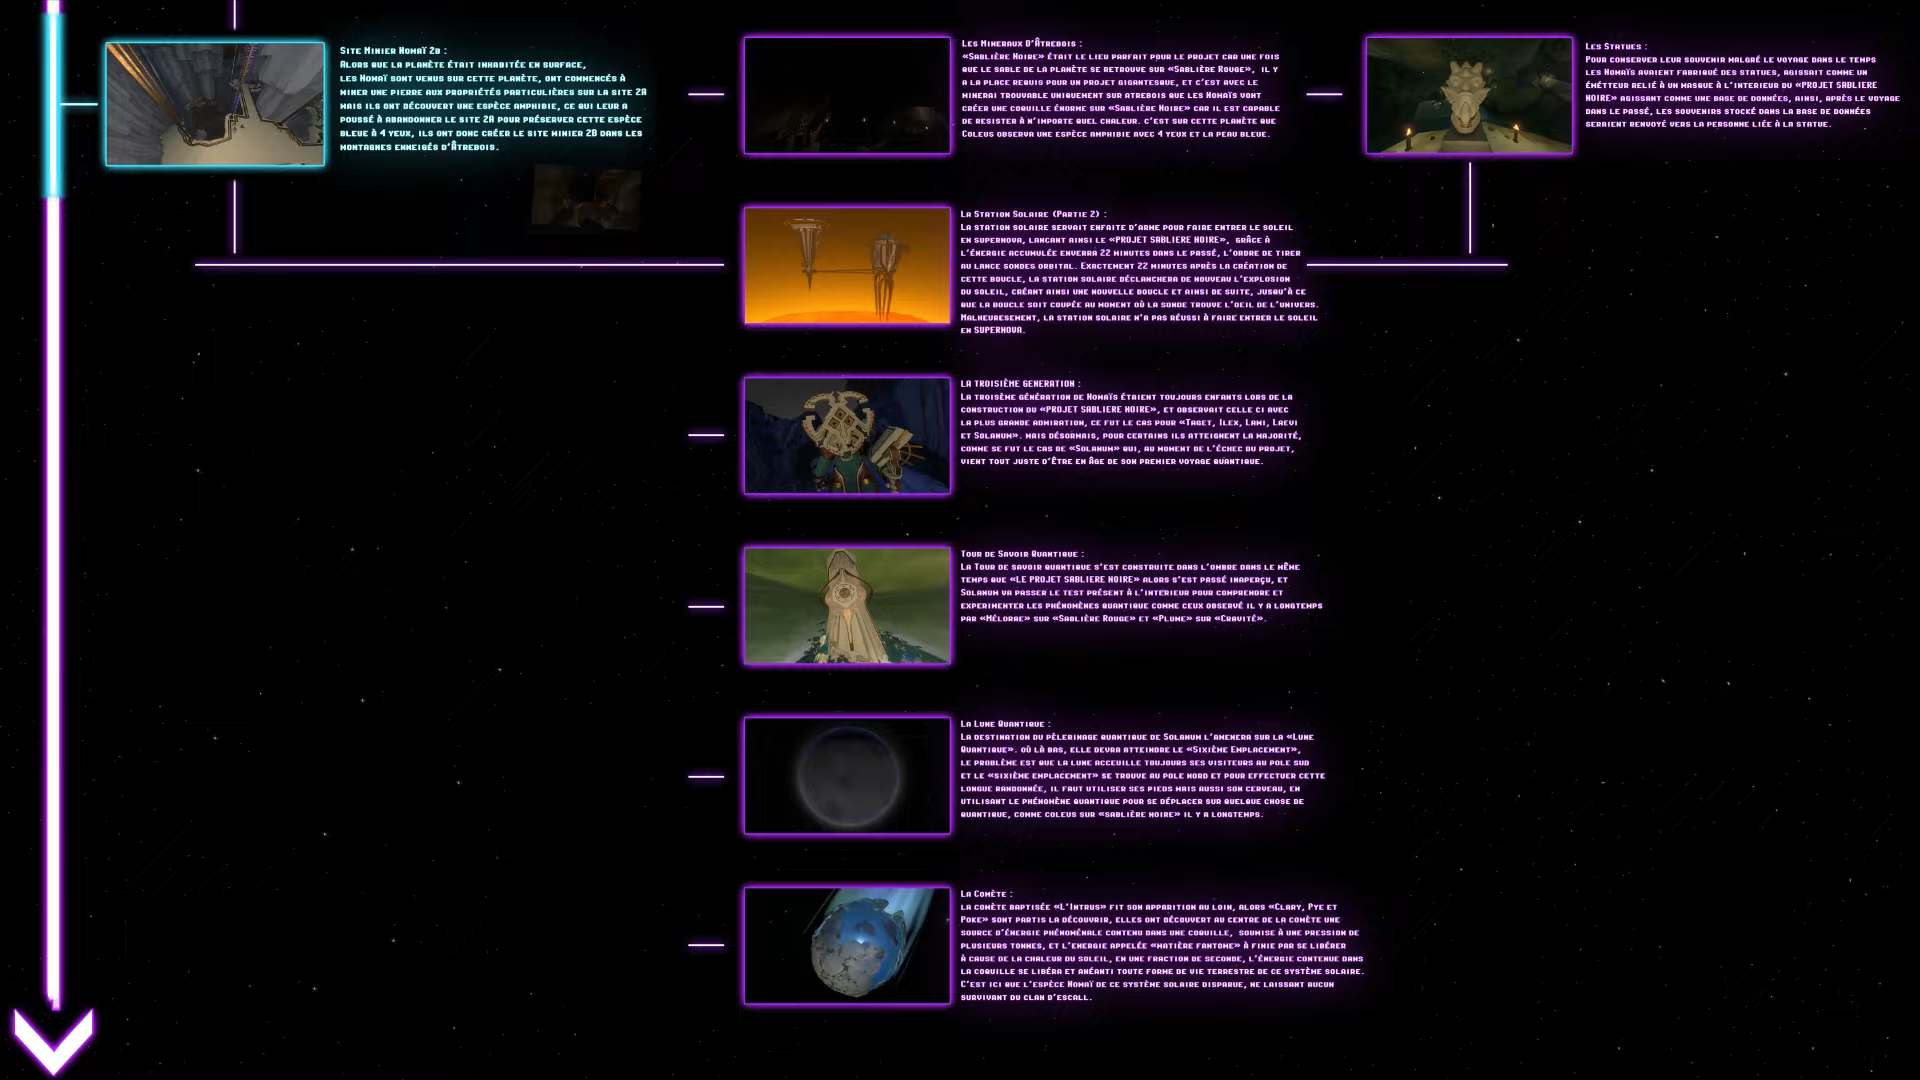 Site Minier Nomaï 2b :
Alors que la planète était inhabitée en surface,
les Nomaï sont venus sur cette planète, ont commencés à
miner une pierre aux propriétés particulières sur la site 2A
mais ils ont découvert une espèce amphibie, ce qui leur a
poussé à abandonner le site 2A pour préserver cette espèce
bleue à 4 yeux, ils ont donc créer le site minier 2B dans les
montagnes enneigés d'Âtrebois.
Les Mineraux D'Âtrebois :
«Sablière Noire» était le lieu parfait pour le projet car une fois
que le sable de la planète se retrouve sur «Sablière Rouge», il y
a la place requis pour un projet gigantesque, et c'est avec le
minerai trouvable uniquement sur atrebois que les Nomaïs vont
créer une coquille énorme sur «Sablière Noire» car il est capable
de resister à n'importe quel chaleur. c'est sur cette planète que
Coleus observa une espèce amphibie avec 4 yeux et la peau bleue.
Les Statues :
Pour conserver leur souvenir malgré le voyage dans le temps
les Nomaïs avaient fabriqué des statues, agissait comme un
émétteur relié à un masque à l'interieur du «PROJET SABLIERE
NOIRE» agissant comme une base de données, ainsi, après le voyage
dans le passé, les souvenirs stocké dans la base de données
seraient renvoyé vers la personne liée à la statue.
La Station Solaire (Partie 2) :
La station solaire servait enfaite d'arme pour faire entrer le soleil
en supernova, lancant ainsi le «PROJET SABLIERE NOIRE», grâce à
l'énergie accumulée enverra 22 minutes dans le passé, l'ordre de tirer
au lance sondes orbital. Exactement 22 minutes après la création de
cette boucle, la station solaire déclanchera de nouveau l'explosion
du soleil, créant ainsi une nouvelle boucle et ainsi de suite, jusqu'à ce
que la boucle soit coupée au moment où la sonde trouve l'oeil de l'univers.
Malheuresement, la station solaire n'a pas réussi à faire entrer le soleil
en SUPERNOVA.
LA TROISIÈME GENERATION :
La troisème génération de Nomaïs étaient toujours enfants lors de la
construction du «PROJET SABLIERE NOIRE», et observait celle ci avec
la plus grande admiration, ce fut le cas pour «Taget, Ilex, Lami, Laevi
et Solanum». mais désormais, pour certains ils atteignent la majorité,
comme se fut le cas de «Solanum» qui, au moment de l'échec du projet,
vient tout juste d'être en âge de son premier voyage quantique.
Tour de Savoir Quantique :
La Tour de savoir quantique s'est construite dans l'ombre dans le même
temps que «LE PROJET SABLIERE NOIRE» alors s'est passé inaperçu, et
Solanum va passer le test présent à l'interieur pour comprendre et
experimenter les phénomènes quantique comme ceux observé il y a longtemps
par «Mélorae» sur «Sablière Rouge» et «Plume» sur «Cravité».
La Lune Quantique :
La destination du pèlerinage quantique de Solanum l'amenera sur la «Lune
Quantique». où là bas, elle devra atteindre le «Sixième Emplacement»,
le problème est que la lune acceuille toujours ses visiteurs au pole sud
et le «sixième emplacement» se trouve au pole nord et pour effectuer cette
longue randonnée, il faut utiliser ses pieds mais aussi son cerveau, en
utilisant le phénomène quantique pour se déplacer sur quelque chose de
quantique, comme coleus sur «sablière noire» il y a longtemps.
La Comète :
la comète baptisée «L'Intrus» fit son apparition au loin, alors «Clary, Pye et
Poke» sont partis la découvrir, elles ont découvert au centre de la comète une
source d'énergie phénoménale contenu dans une coquille, soumise à une pression de
plusieurs tonnes, et l'energie appelée «matière fantome» à finie par se libérer
à cause de la chaleur du soleil, en une fraction de seconde, l'énergie contenue dans
la coquille se libéra et anéanti toute forme de vie terrestre de ce système solaire.
C'est ici que l'espèce Nomaï de ce système solaire disparue, ne laissant aucun
survivant du clan d'escall.